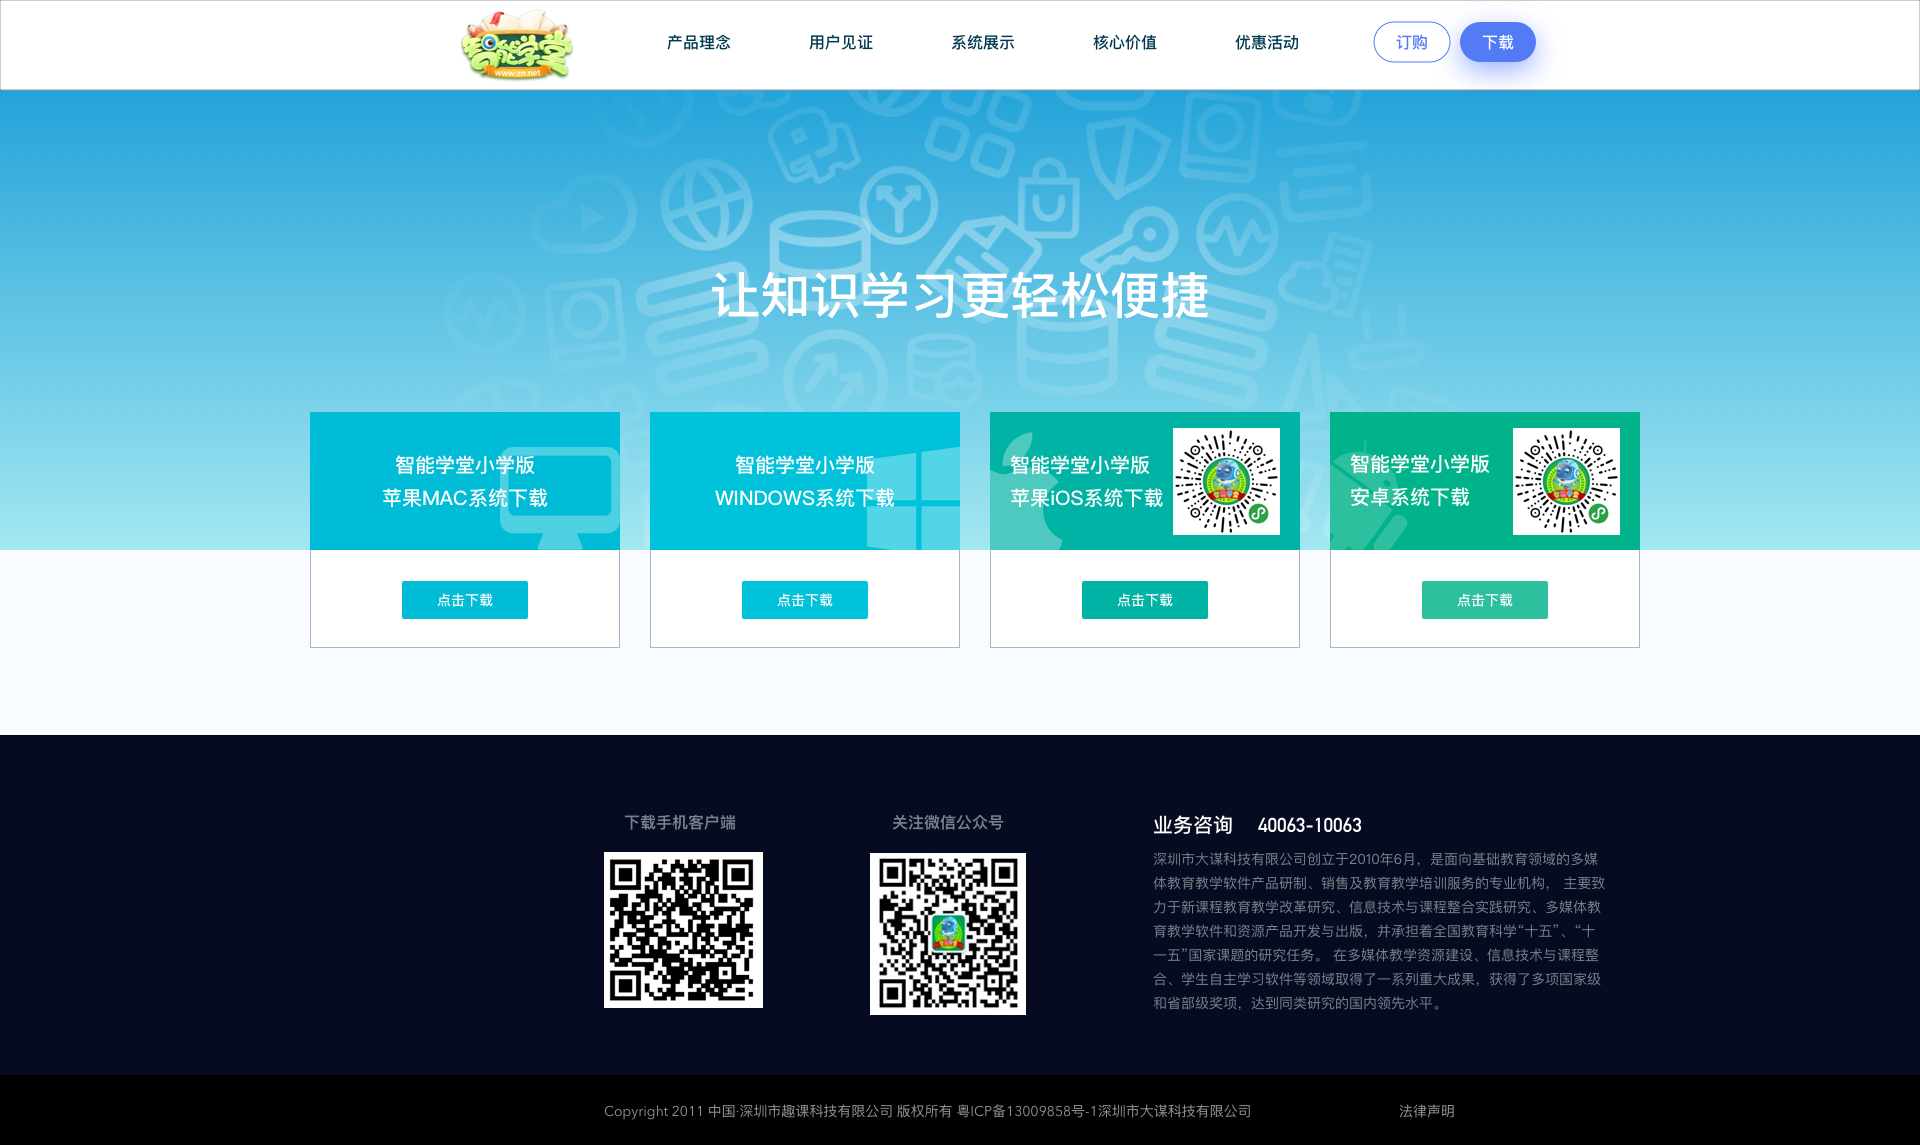 智能学堂
www.zn.net
产品理念
用户见证
系统展示
核心价值
优惠活动
订购
下载
让知识学习更轻松便捷
智能学堂小学版
苹果MAC系统下载
点击下载
智能学堂小学版
WINDOWS系统下载
点击下载
智能学堂小学版
苹果iOS系统下载
点击下载
智能学堂小学版
安卓系统下载
点击下载
下载手机客户端
关注微信公众号
业务咨询 40063-10063
深圳市大谋科技有限公司创立于2010年6月，是面向基础教育领域的多媒
体教育教学软件产品研制、销售及教育教学培训服务的专业机构， 主要致
力于新课程教育教学改革研究、信息技术与课程整合实践研究、多媒体教
育教学软件和资源产品开发与出版，并承担着全国教育科学“十五”、“十
一五”国家课题的研究任务。 在多媒体教学资源建设、信息技术与课程整
合、学生自主学习软件等领域取得了一系列重大成果，获得了多项国家级
和省部级奖项，达到同类研究的国内领先水平。
Copyright 2011 中国·深圳市趣课科技有限公司 版权所有 粤ICP备13009858号-1深圳市大谋科技有限公司
法律声明